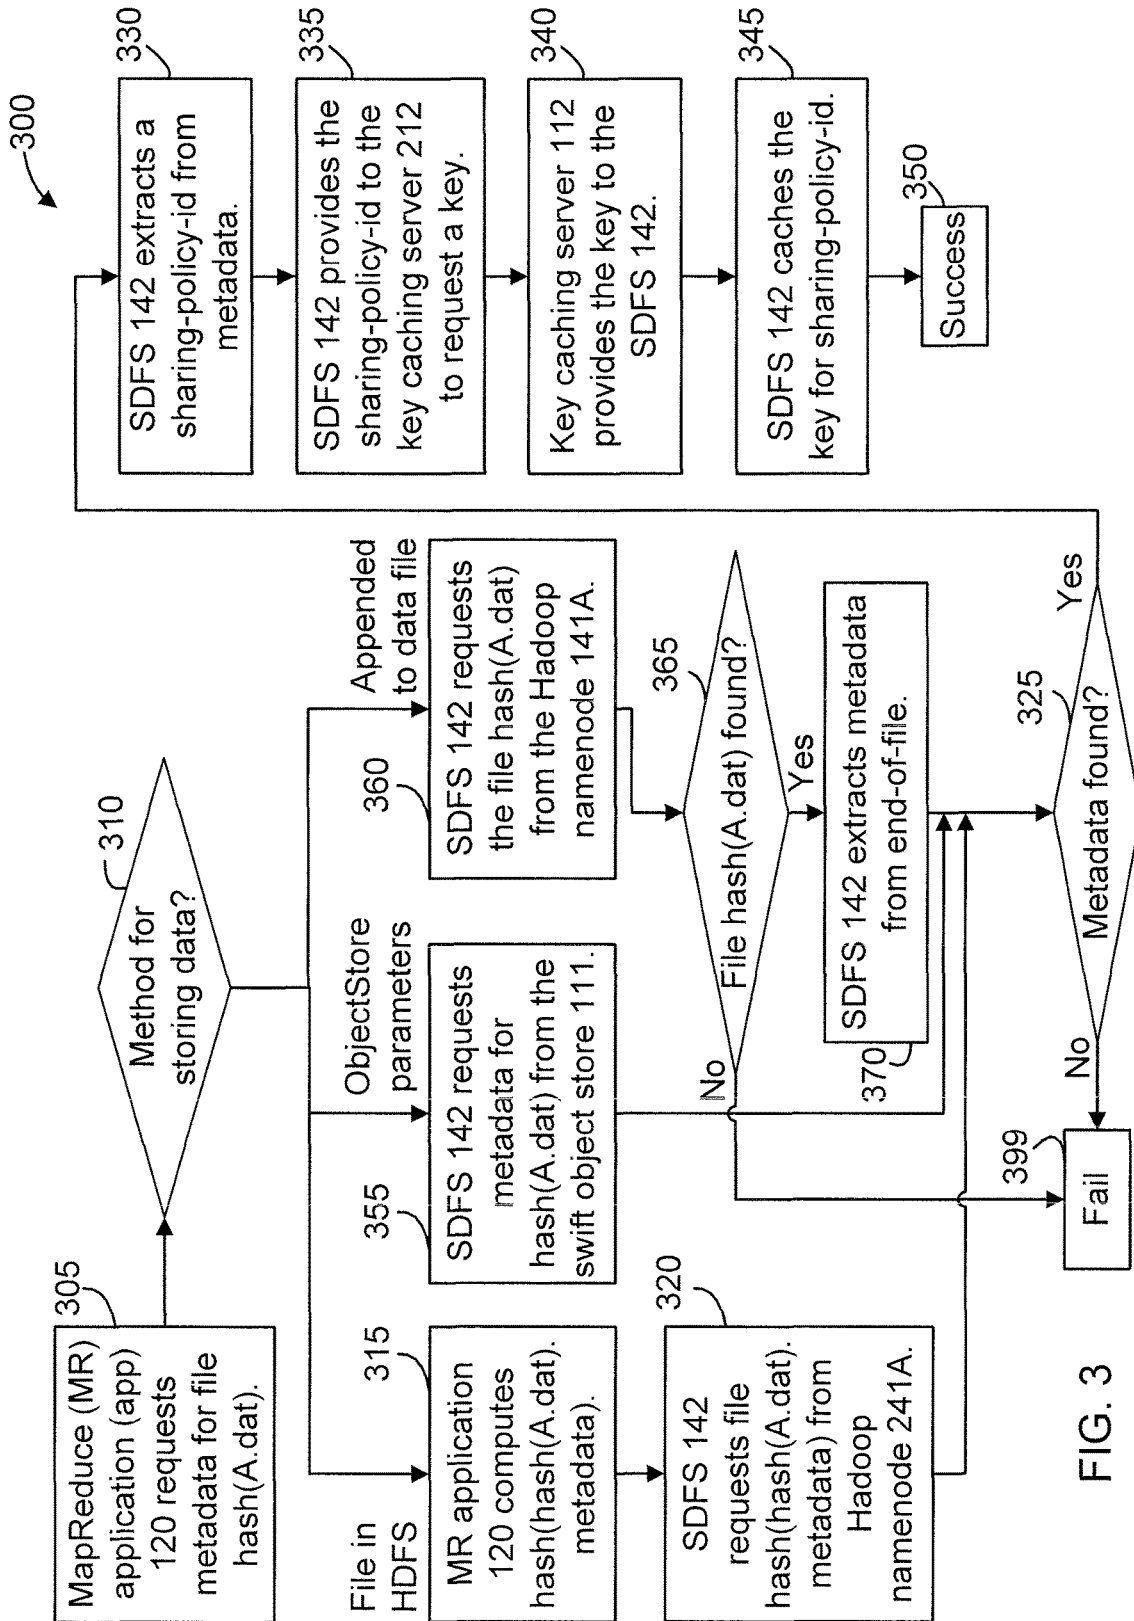 300
MapReduce (MR)
application (app)
120 requests
metadata for file
hash(A.dat).
305
Method for
storing data?
310
File in
HDFS
MR application
120 computes
hash(hash(A.dat).
metadata).
315
SDFS 142
requests file
hash(hash(A.dat).
metadata) from
Hadoop
namenode 241A.
320
ObjectStore
parameters
SDFS 142 requests
metadata for
hash(A.dat) from the
swift object store 111.
355
Appended
to data file
SDFS 142 requests
the file hash(A.dat)
from the Hadoop
namenode 141A.
360
File hash(A.dat) found?
365
No
Yes
SDFS 142 extracts metadata
from end-of-file.
370
Metadata found?
325
No
Yes
Fail
399
SDFS 142 extracts a
sharing-policy-id from
metadata.
330
SDFS 142 provides the
sharing-policy-id to the
key caching server 212
to request a key.
335
Key caching server 112
provides the key to the
SDFS 142.
340
SDFS 142 caches the
key for sharing-policy-id.
345
Success
350
FIG. 3